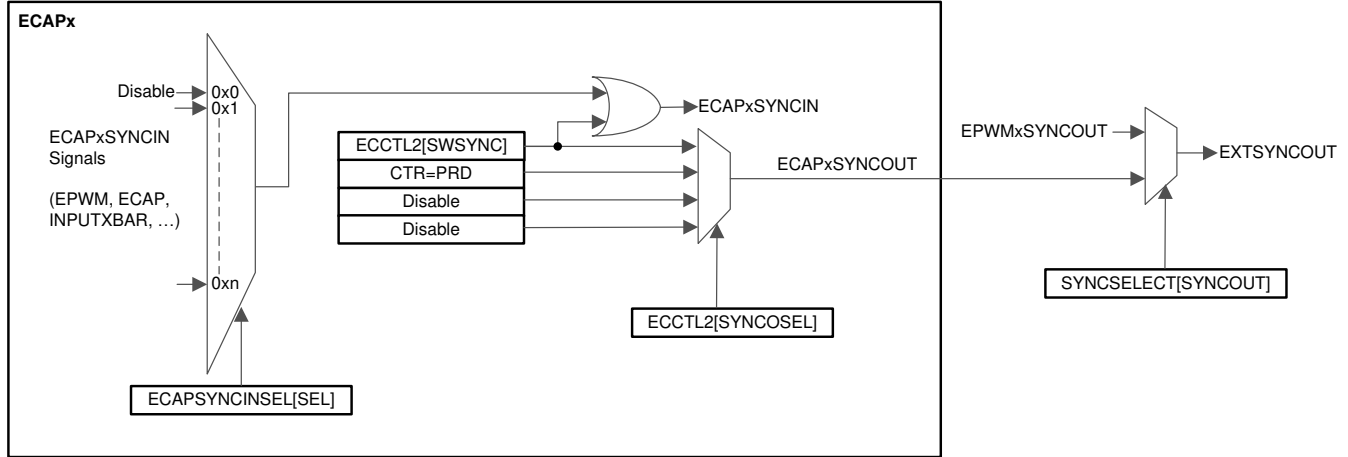 ECAPx
Disable
0x0
0x1
ECAPxSYNCIN
Signals
(EPWM, ECAP,
INPUTXBAR, …)
0xn
ECAPSYNCINSEL[SEL]
ECAPxSYNCIN
ECCTL2[SWSYNC]
CTR=PRD
Disable
Disable
ECCTL2[SYNCOSEL]
ECAPxSYNCOUT
EPWMxSYNCOUT
EXTSYNCOUT
SYNCSELECT[SYNCOUT]